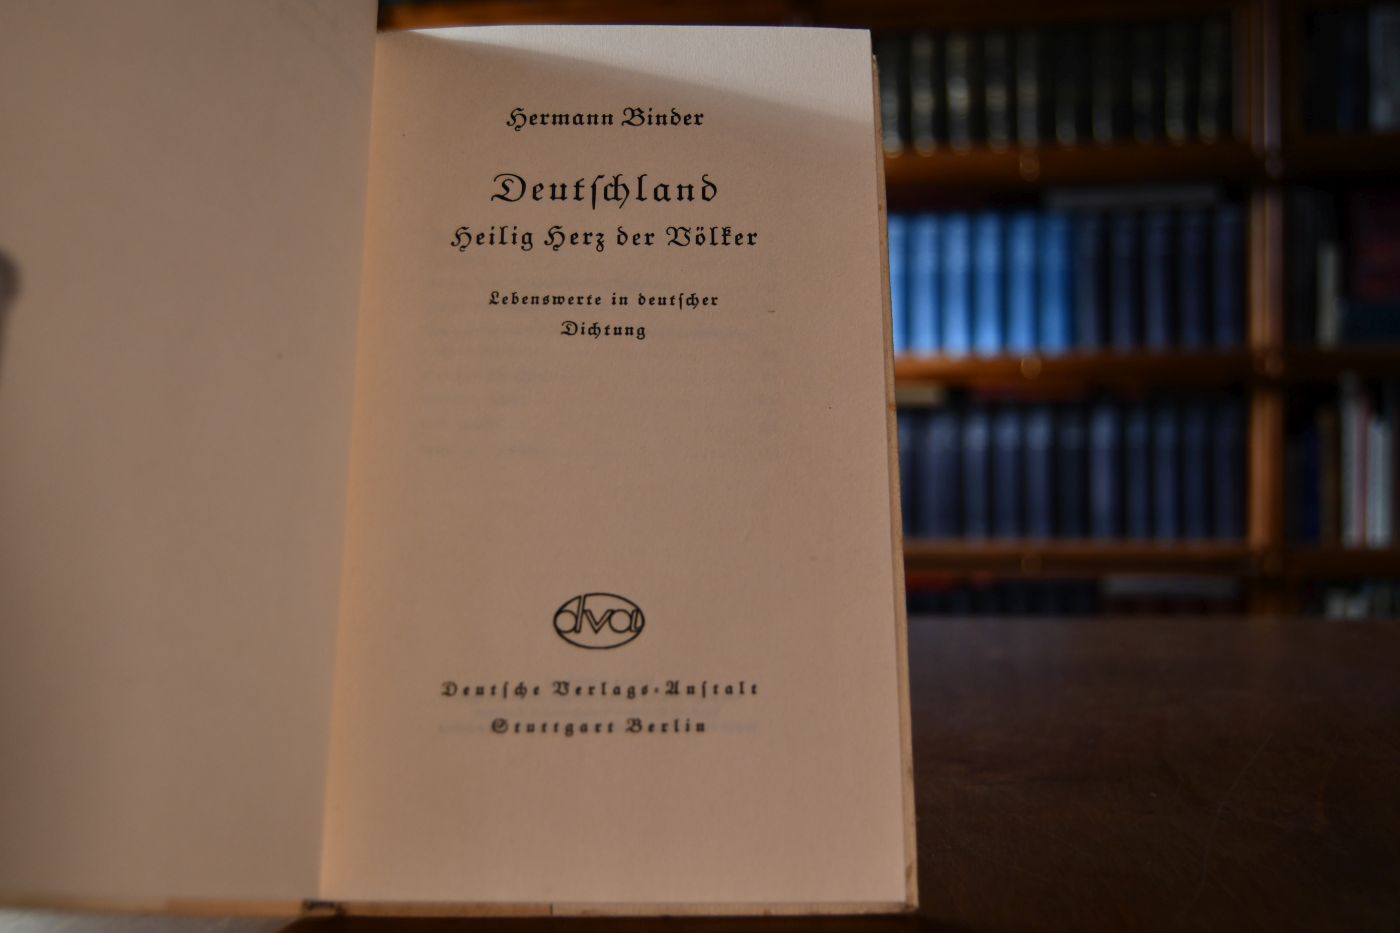 Hermann Binder
Deutſchland
Heilig Herz der Völker
Lebenswerte in deutſcher
Dichtung
dva
Deutſche Verlags-Anſtalt
Stuttgart Berlin